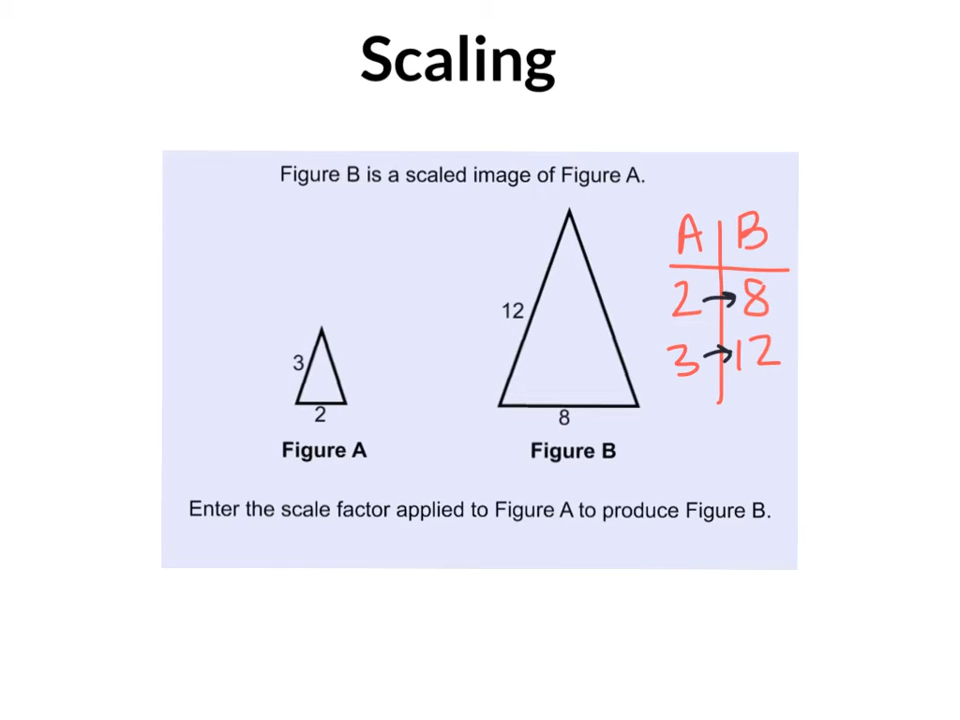 Scaling
Figure B is a scaled image of Figure A.
A B
2 → 8
3 → 12
12
8
3
2
Figure A
Figure B
Enter the scale factor applied to Figure A to produce Figure B.